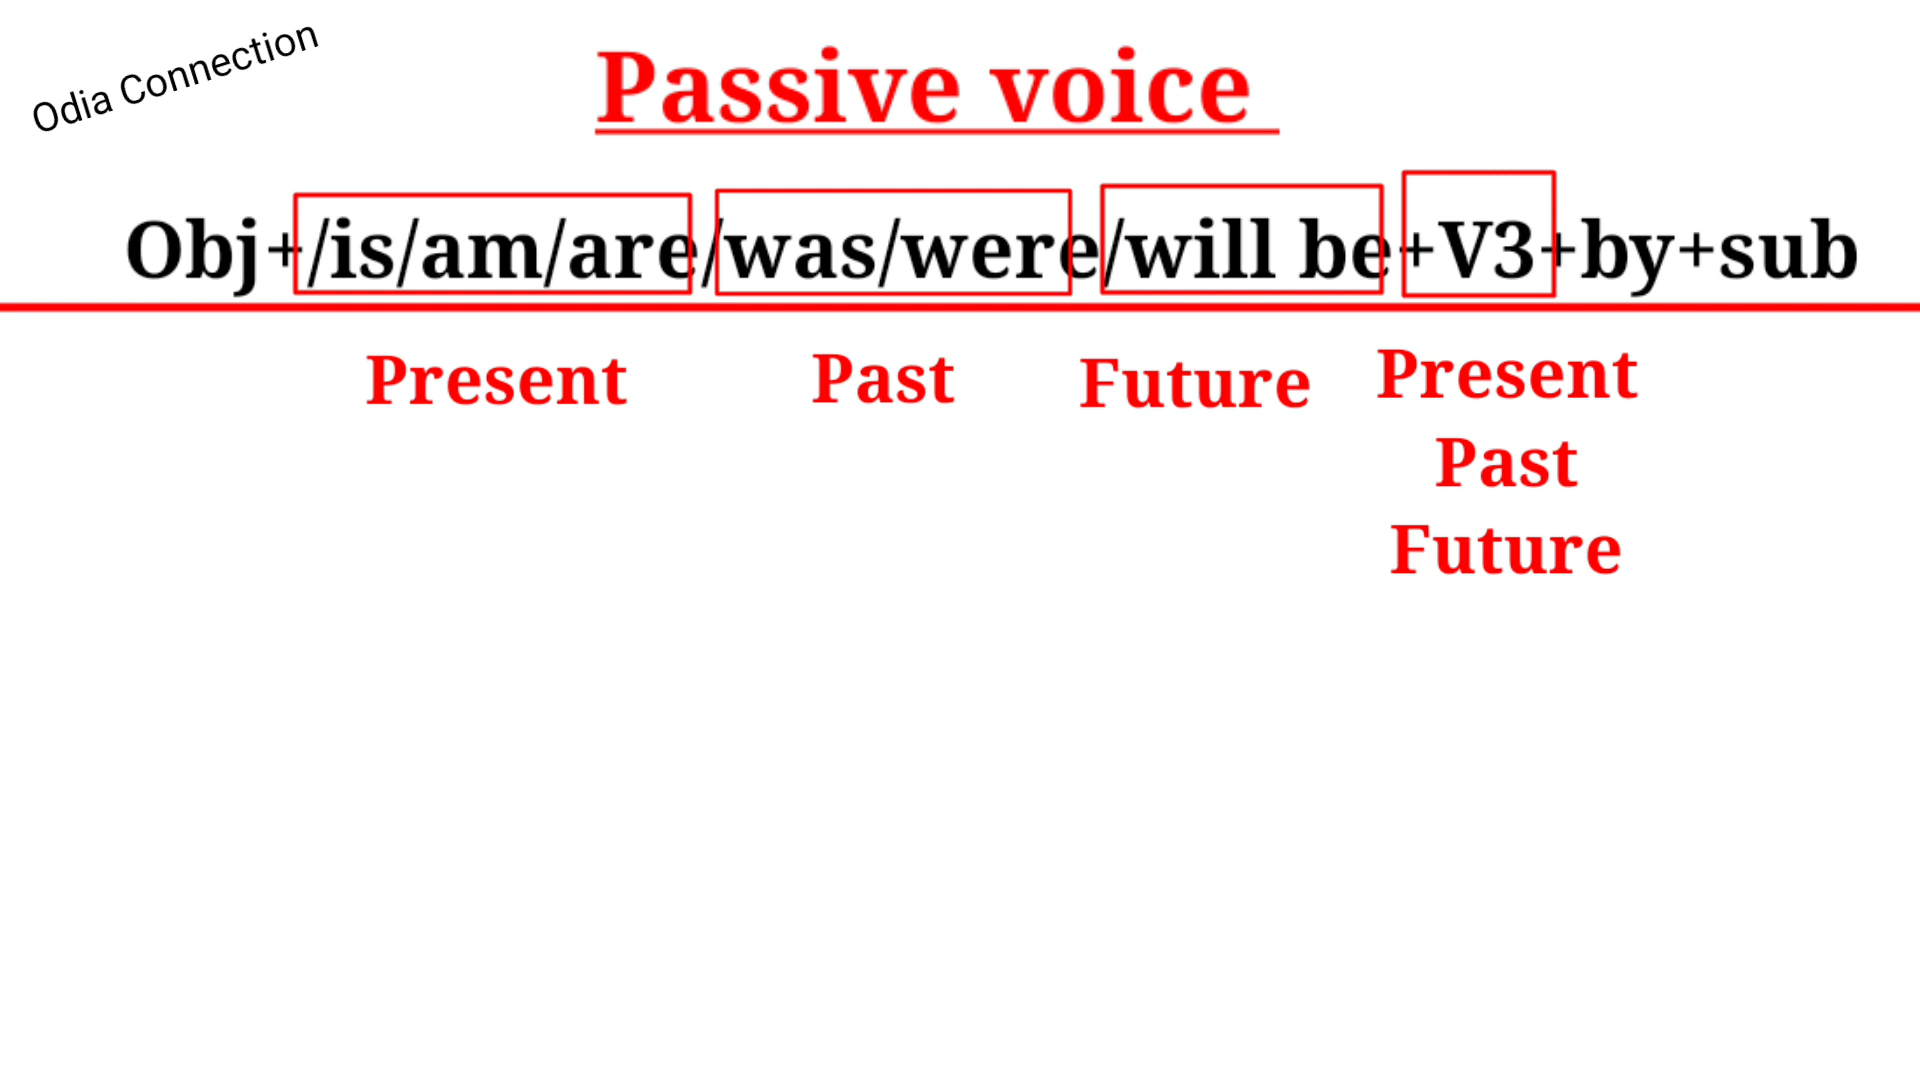 Odia Connection
Passive voice
Obj+/is/am/are/was/were/will be+V3+by+sub
Present Past Future Present
Past
Future